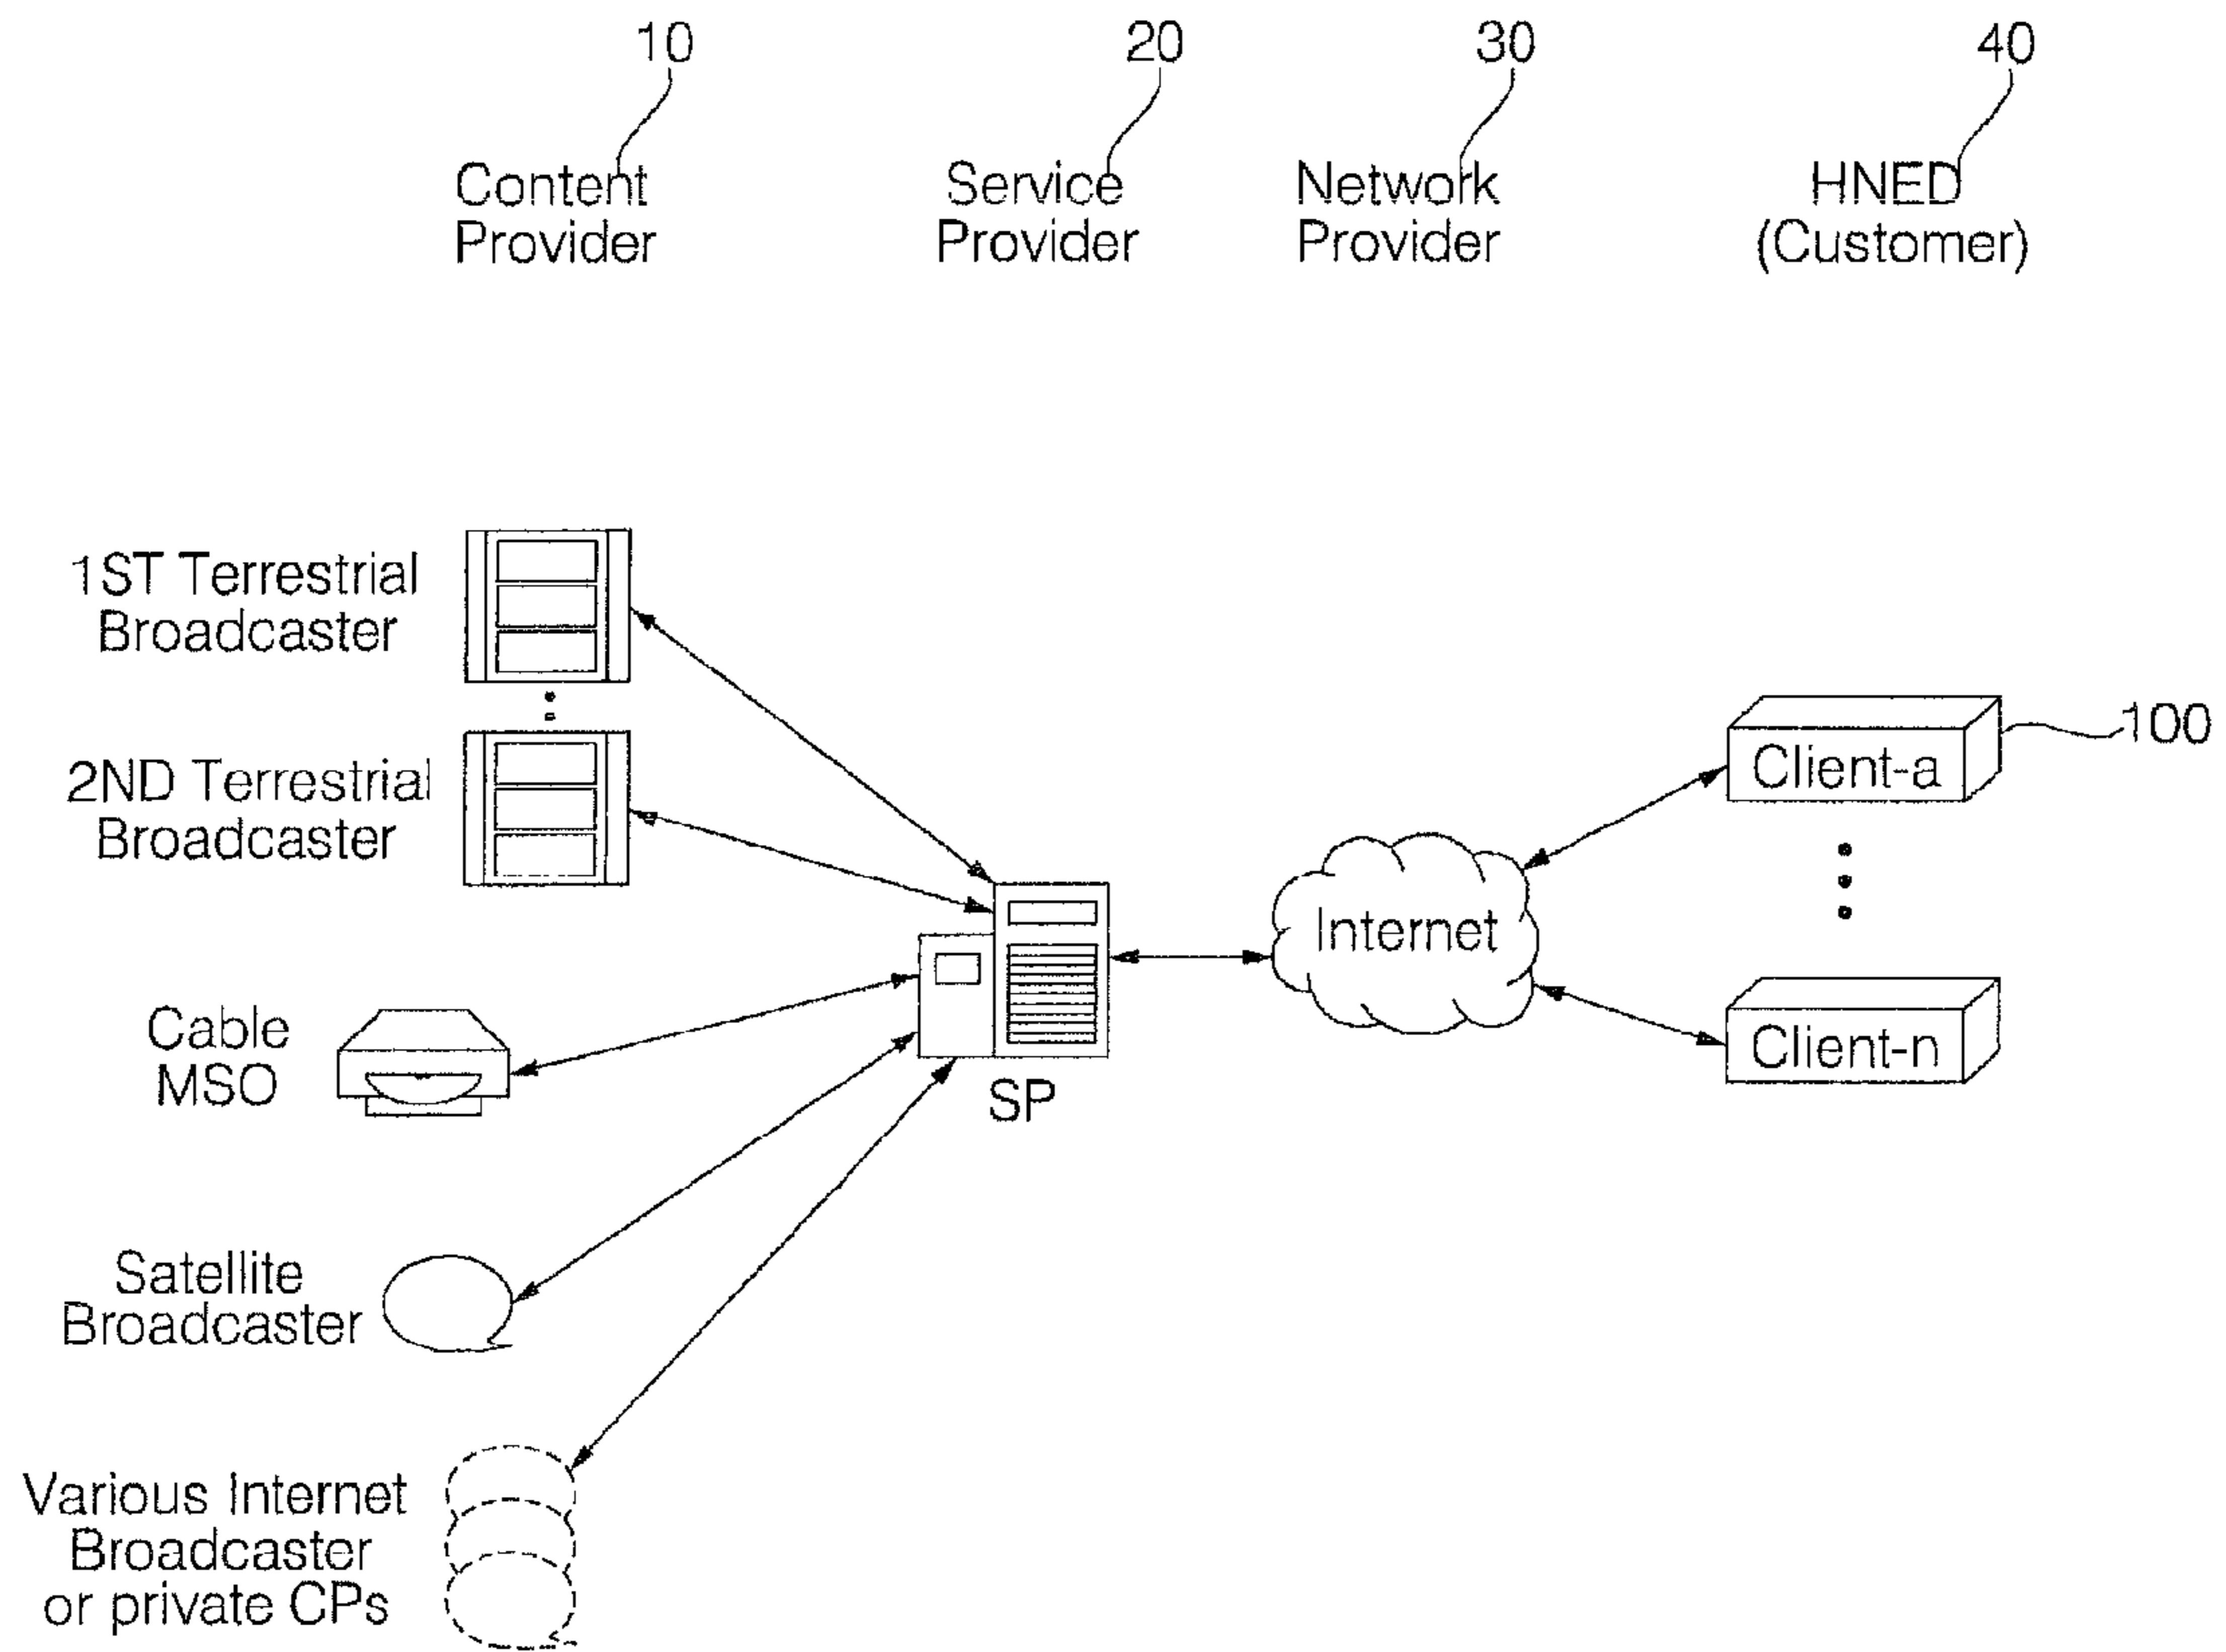 10
20
30
40
Content
Provider
Service
Provider
Network
Provider
HNED
(Customer)
1ST Terrestrial
Broadcaster
2ND Terrestrial
Broadcaster
Cable
MSO
Satellite
Broadcaster
Various Internet
Broadcaster
or private CPs
SP
Internet
Client-a
100
Client-n